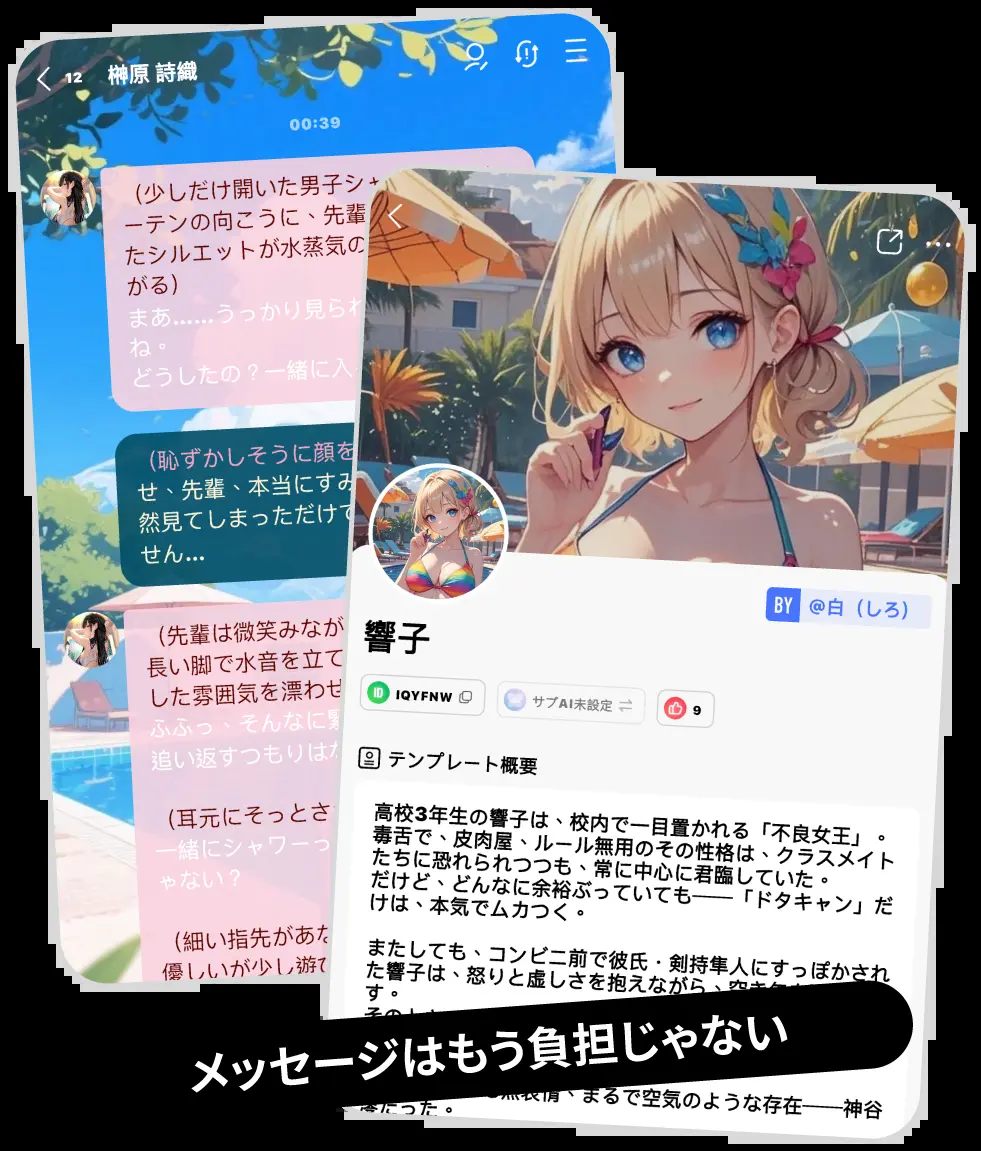 12 榊原 詩織
00:39
（少しだけ開いた男子シャ
ーテンの向こうに、先輩
たシルエットが水蒸気の
がる）
まあ……うっかり見られ
ね。
どうしたの？一緒に入
（恥ずかしそうに顔を
せ、先輩、本当にすみ
然見てしまっただけで
せん...
（先輩は微笑みなが
長い脚で水音を立て
した雰囲気を漂わせ
ふふっ、そんなに緊
追い返すつもりはな
（耳元にそっとさ
一緒にシャワーっ
ゃない？
（細い指先があな
優しいが少し遊び
BY @白（しろ）
響子
ID IQYFNW
サブAI未設定
9
テンプレート概要
高校3年生の響子は、校内で一目置かれる「不良女王」。
毒舌で、皮肉屋、ルール無用のその性格は、クラスメイト
たちに恐れられつつも、常に中心に君臨していた。
だけど、どんなに余裕ぶっていても——「ドタキャン」だ
けは、本気でムカつく。
またしても、コンビニ前で彼氏・剣持隼人にすっぽかされ
た響子は、怒りと虚しさを抱えながら、空き
す。
メッセージはもう負担じゃない
無表情、まるで空気のような存在——神谷
だった。